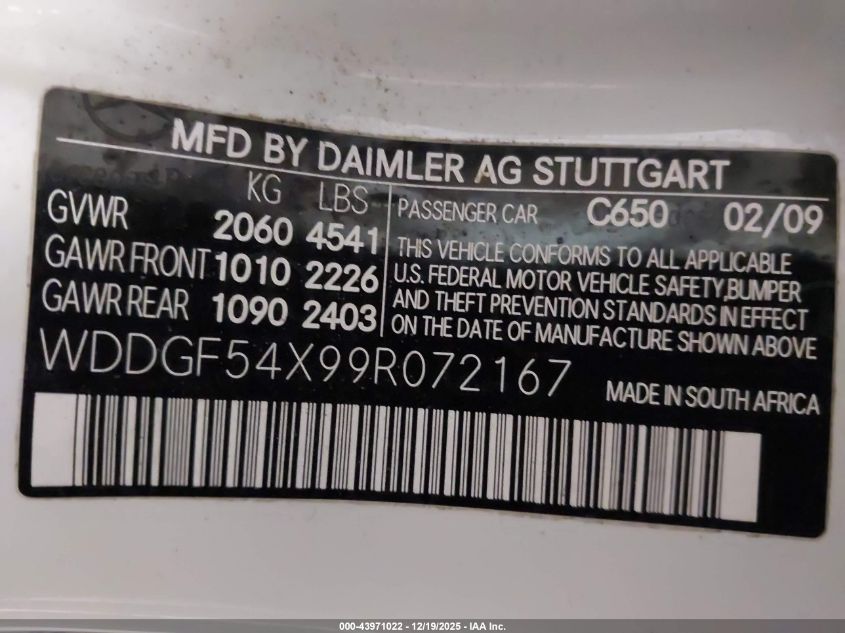 MFD BY DAIMLER AG STUTTGART
KG LBS
GVWR 2060 4541
GAWR FRONT 1010 2226
GAWR REAR 1090 2403
PASSENGER CAR C650 02/09
THIS VEHICLE CONFORMS TO ALL APPLICABLE
U.S. FEDERAL MOTOR VEHICLE SAFETY, BUMPER
AND THEFT PREVENTION STANDARDS IN EFFECT
ON THE DATE OF MANUFACTURE SHOWN ABOVE
WDDGF54X99R072167
MADE IN SOUTH AFRICA
000-43971022 - 12/19/2025 - IAA Inc.